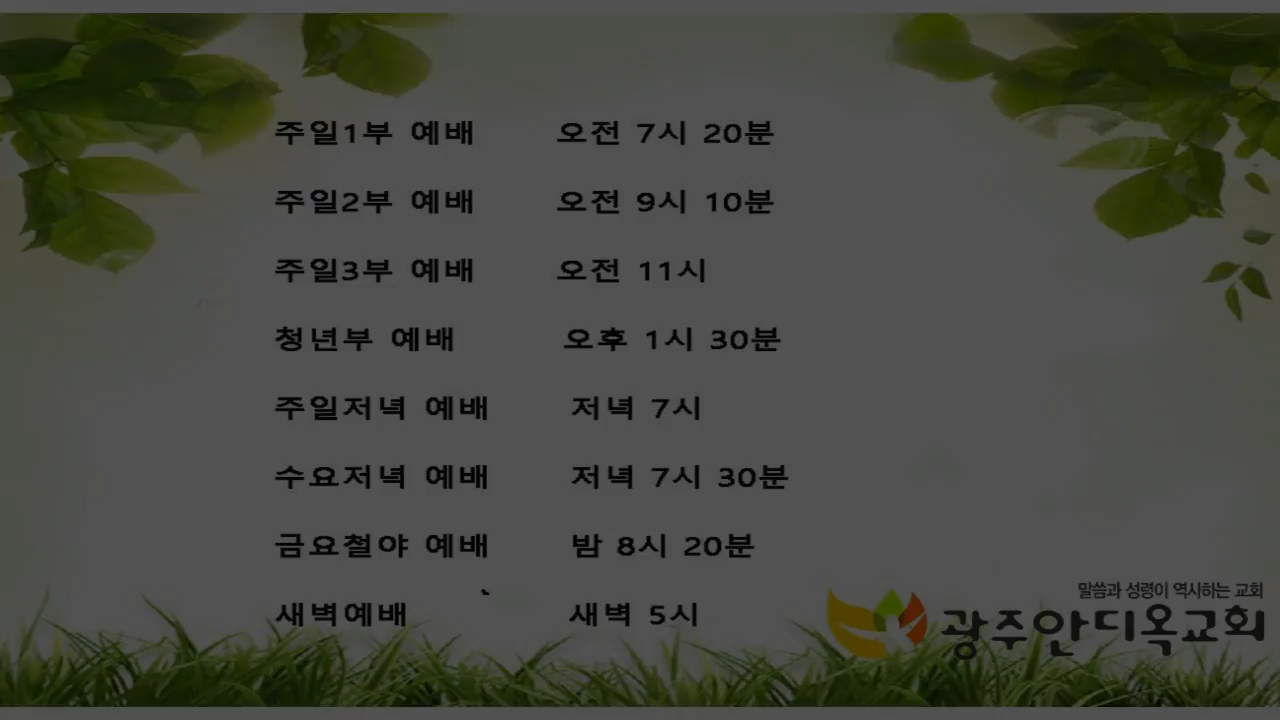 주일1부 예배 오전 7시 20분
주일2부 예배 오전 9시 10분
주일3부 예배 오전 11시
청년부 예배 오후 1시 30분
주일저녁 예배 저녁 7시
수요저녁 예배 저녁 7시 30분
금요철야 예배 밤 8시 20분
새벽예배 새벽 5시
말씀과 성령이 역사하는 교회
광주안디옥교회